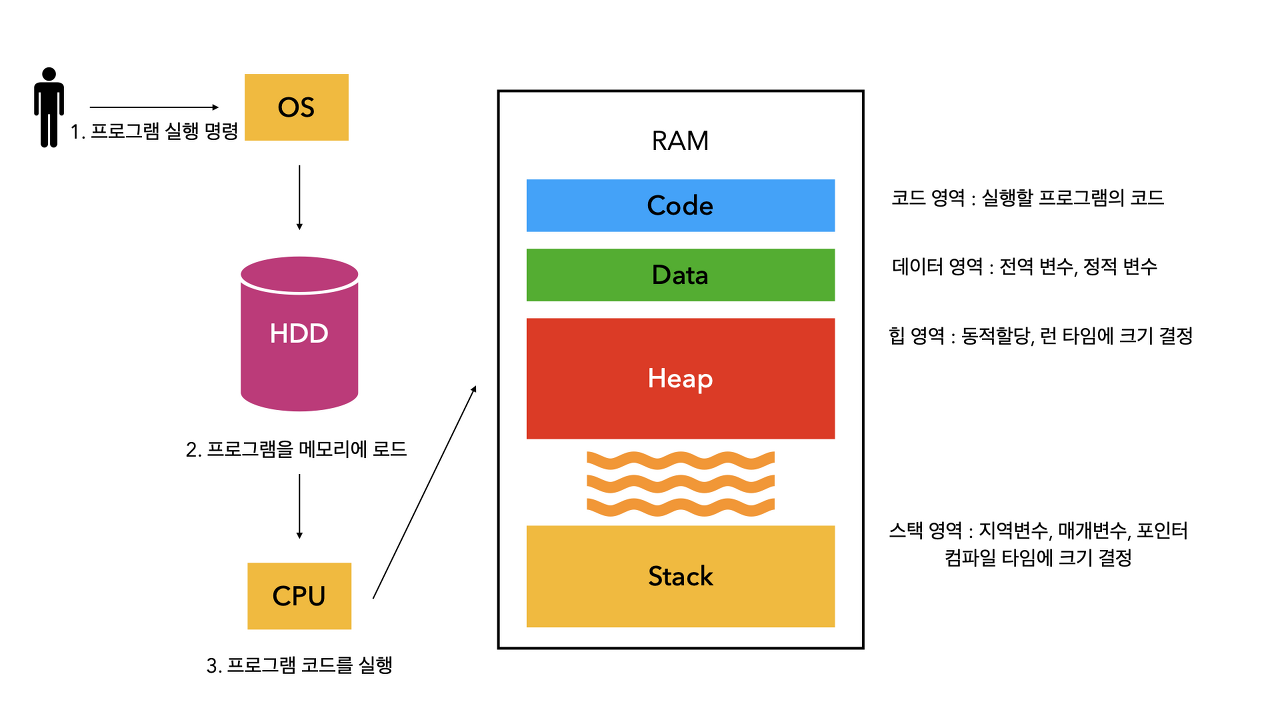 OS
1. 프로그램 실행 명령
HDD
2. 프로그램을 메모리에 로드
CPU
3. 프로그램 코드를 실행
RAM
Code
코드 영역 : 실행할 프로그램의 코드
Data
데이터 영역 : 전역 변수, 정적 변수
Heap
힙 영역 : 동적할당, 런 타임에 크기 결정
Stack
스택 영역 : 지역변수, 매개변수, 포인터
컴파일 타임에 크기 결정